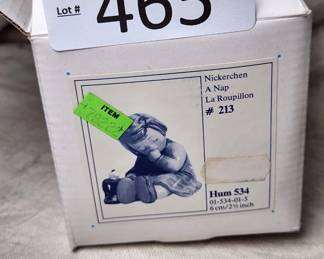 Lot #
465
Nickerchen
A Nap
La Roupillon
# 213
ITEM
Hum 534
01-534-01-5
6 cm/2½ inch